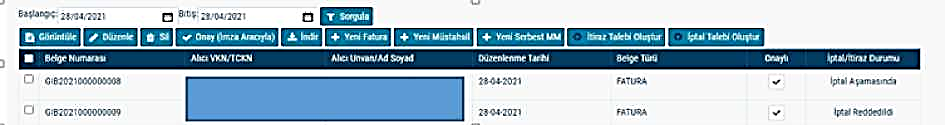 Başlangıç: 28/04/2021 Bitiş: 28/04/2021 Sorgula
Görüntüle Düzenle Sil Onay (İmza Aracıyla) İndir Yeni Fatura Yeni Müstahsil Yeni Serbest MM İtiraz Talebi Oluştur İptal Talebi Oluştur
Belge Numarası Alıcı VKN/TCKN Alıcı Unvan/Ad Soyad Düzenlenme Tarihi Belge Türü Onaylı İptal/İtiraz Durumu
GIB2021000000008 28-04-2021 FATURA İptal Aşamasında
GIB2021000000009 28-04-2021 FATURA İptal Reddedildi